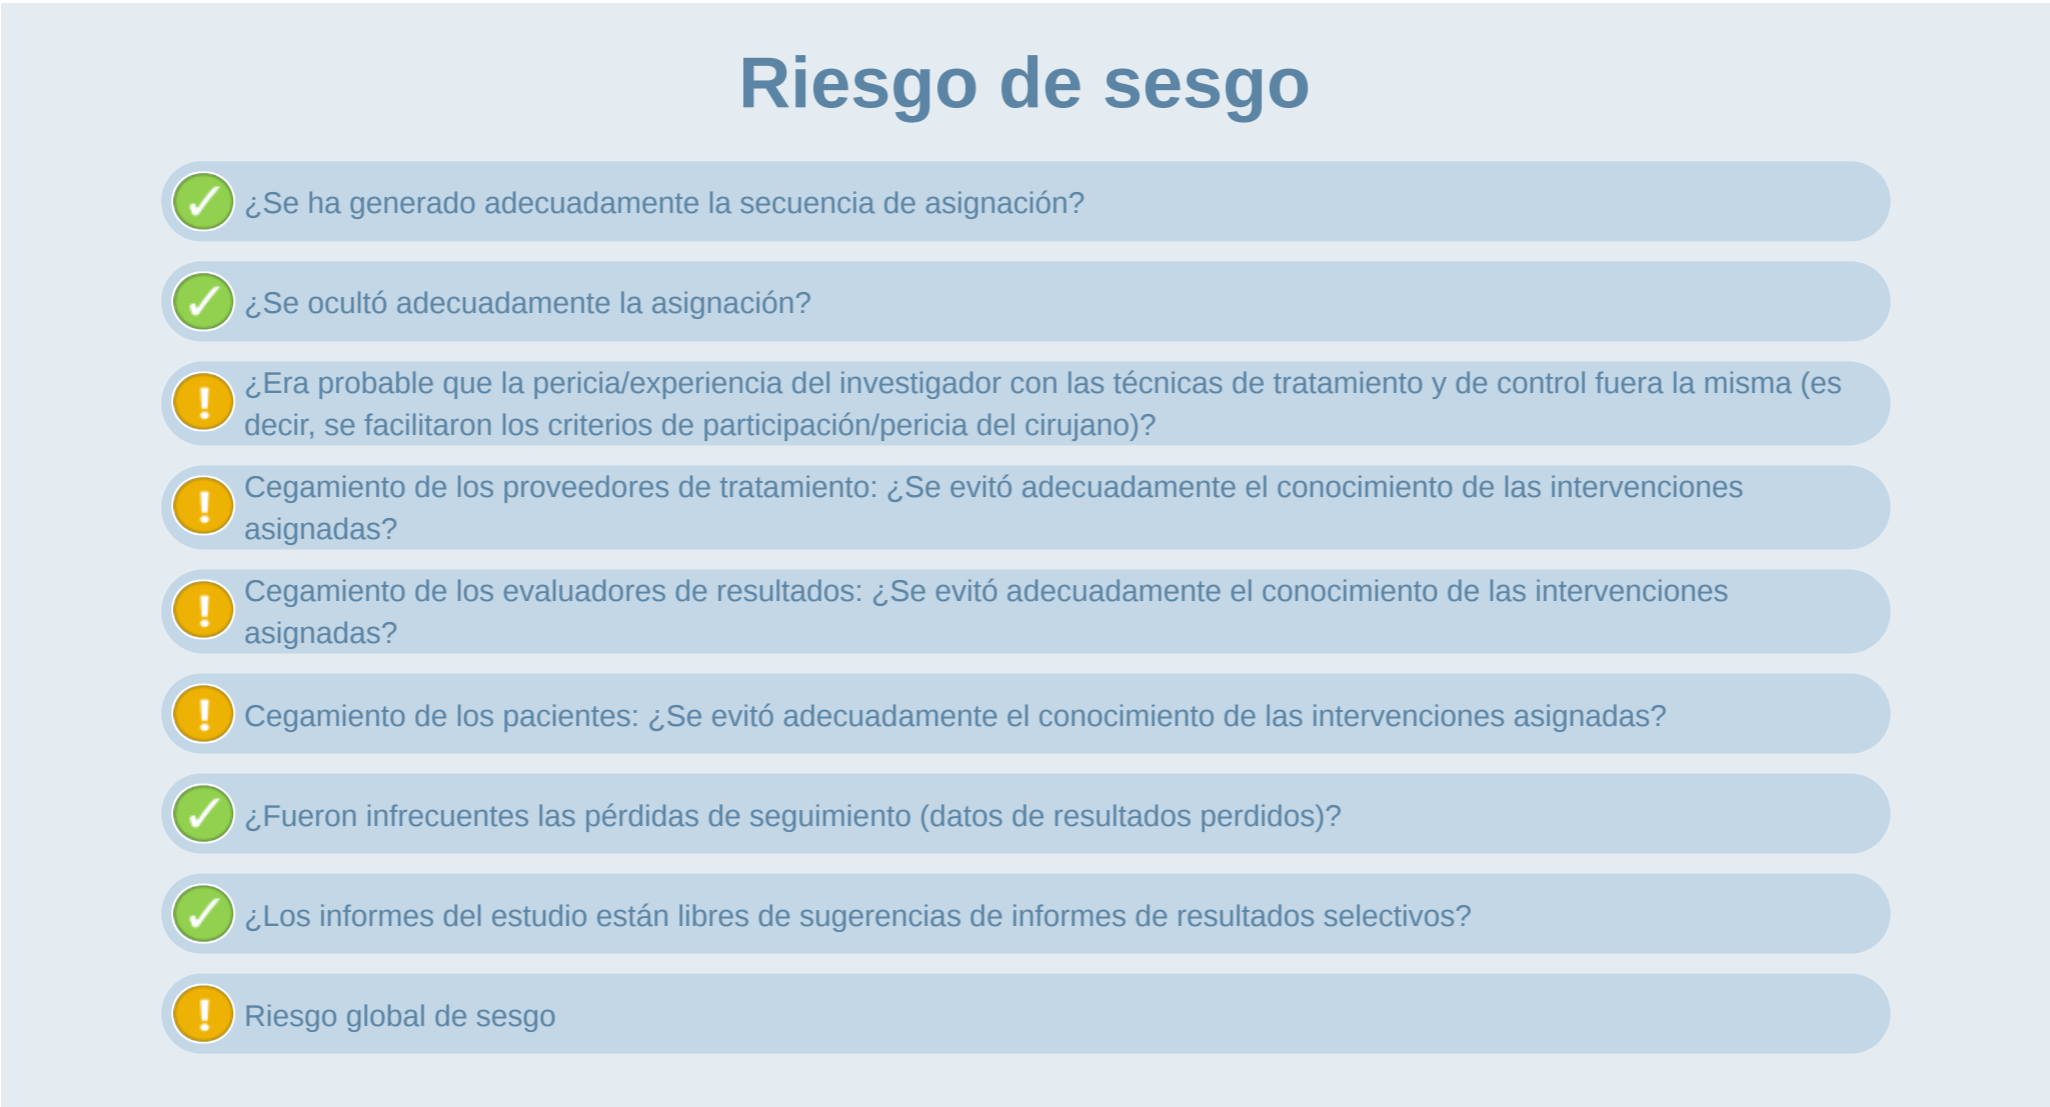 Riesgo de sesgo
¿Se ha generado adecuadamente la secuencia de asignación?
¿Se ocultó adecuadamente la asignación?
¿Era probable que la pericia/experiencia del investigador con las técnicas de tratamiento y de control fuera la misma (es
decir, se facilitaron los criterios de participación/pericia del cirujano)?
Cegamiento de los proveedores de tratamiento: ¿Se evitó adecuadamente el conocimiento de las intervenciones
asignadas?
Cegamiento de los evaluadores de resultados: ¿Se evitó adecuadamente el conocimiento de las intervenciones
asignadas?
Cegamiento de los pacientes: ¿Se evitó adecuadamente el conocimiento de las intervenciones asignadas?
¿Fueron infrecuentes las pérdidas de seguimiento (datos de resultados perdidos)?
¿Los informes del estudio están libres de sugerencias de informes de resultados selectivos?
Riesgo global de sesgo